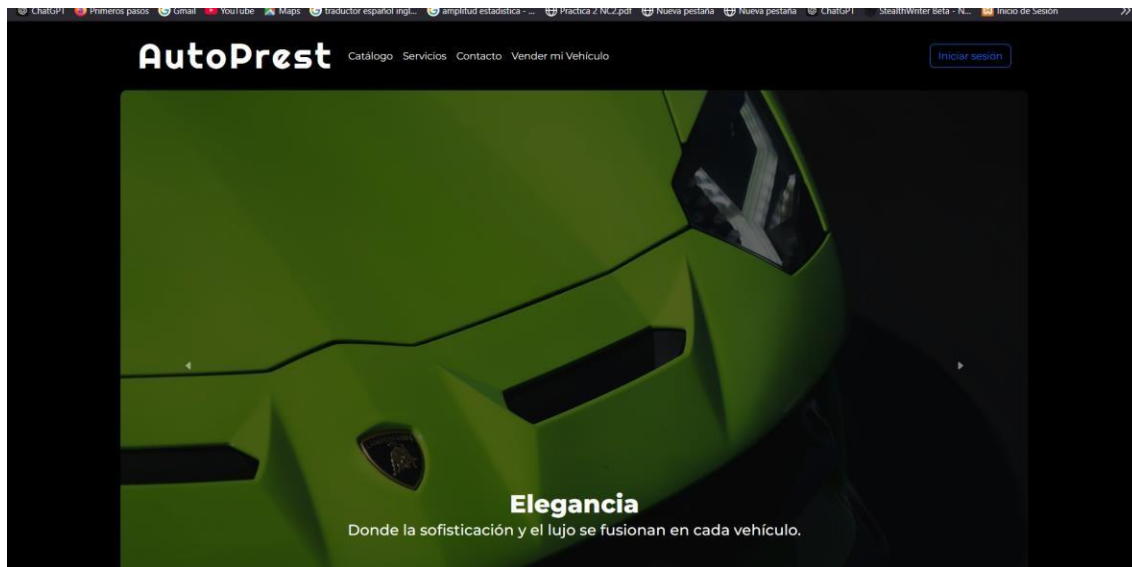 ChatGPT Primeros pasos Gmail YouTube Maps traductor español ingl... amplitud estadistica - ... Practica 2 NC2.pdf Nueva pestaña Nueva pestaña ChatGPT StealthWriter Beta - N... Inicio de Sesión
AutoPrest Catálogo Servicios Contacto Vender mi Vehículo Iniciar sesión
Elegancia
Donde la sofisticación y el lujo se fusionan en cada vehículo.